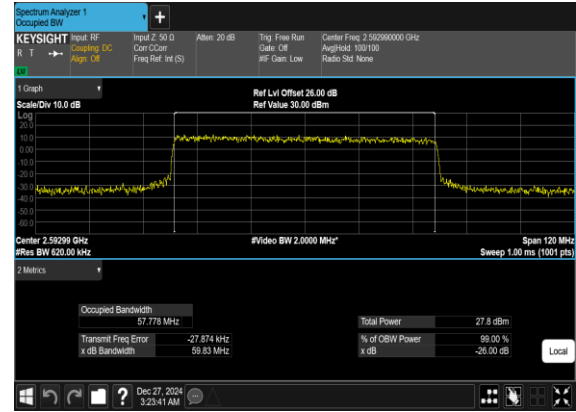 Spectrum Analyzer 1
Occupied BW
+
KEYSIGHT Input: RF Input Z: 50 Ω Atten: 20 dB Trig: Free Run Center Freq: 2.592990000 GHz
R T Coupling: DC Corr CCorr Gate: Off Avg|Hold: 100/100
Align: Off Freq Ref: Int (S) #IF Gain: Low Radio Std: None
LV
1 Graph
Ref Lvl Offset 26.00 dB
Scale/Div 10.0 dB Ref Value 30.00 dBm
Log
20.0
10.0
0.00
-10.0
-20.0
-30.0
-40.0
-50.0
-60.0
Center 2.59299 GHz #Video BW 2.0000 MHz* Span 120 MHz
#Res BW 620.00 kHz Sweep 1.00 ms (1001 pts)
2 Metrics
Occupied Bandwidth
57.778 MHz Total Power 27.8 dBm
Transmit Freq Error -27.874 kHz % of OBW Power 99.00 %
x dB Bandwidth 59.83 MHz x dB -26.00 dB
Local
? Dec 27, 2024
3:23:41 AM